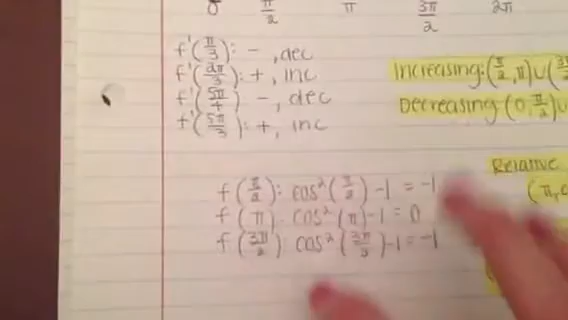 0 π/2 π 3π/2 2π
f'(π/3): - , dec
f'(2π/3): +, inc
f'(5π/4) -, dec
f'(5π/3): +, inc
Increasing: (π/2, π) ∪ (3π
Decreasing: (0, π/2) ∪
Relative
(π,
f(π/2): cos²(π/2) -1 = -1
f(π): cos²(π)-1 = 0
f(3π/2) cos²(3π/2)-1 = -1